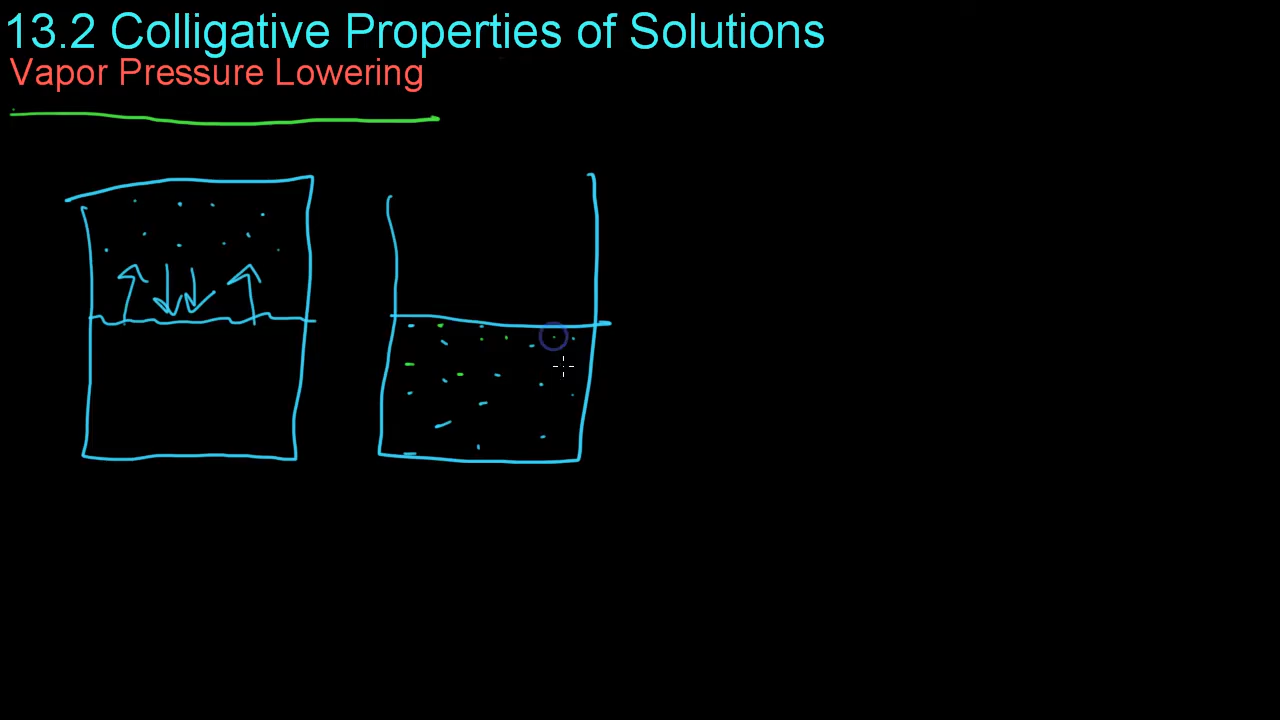 13.2 Colligative Properties of Solutions
Vapor Pressure Lowering